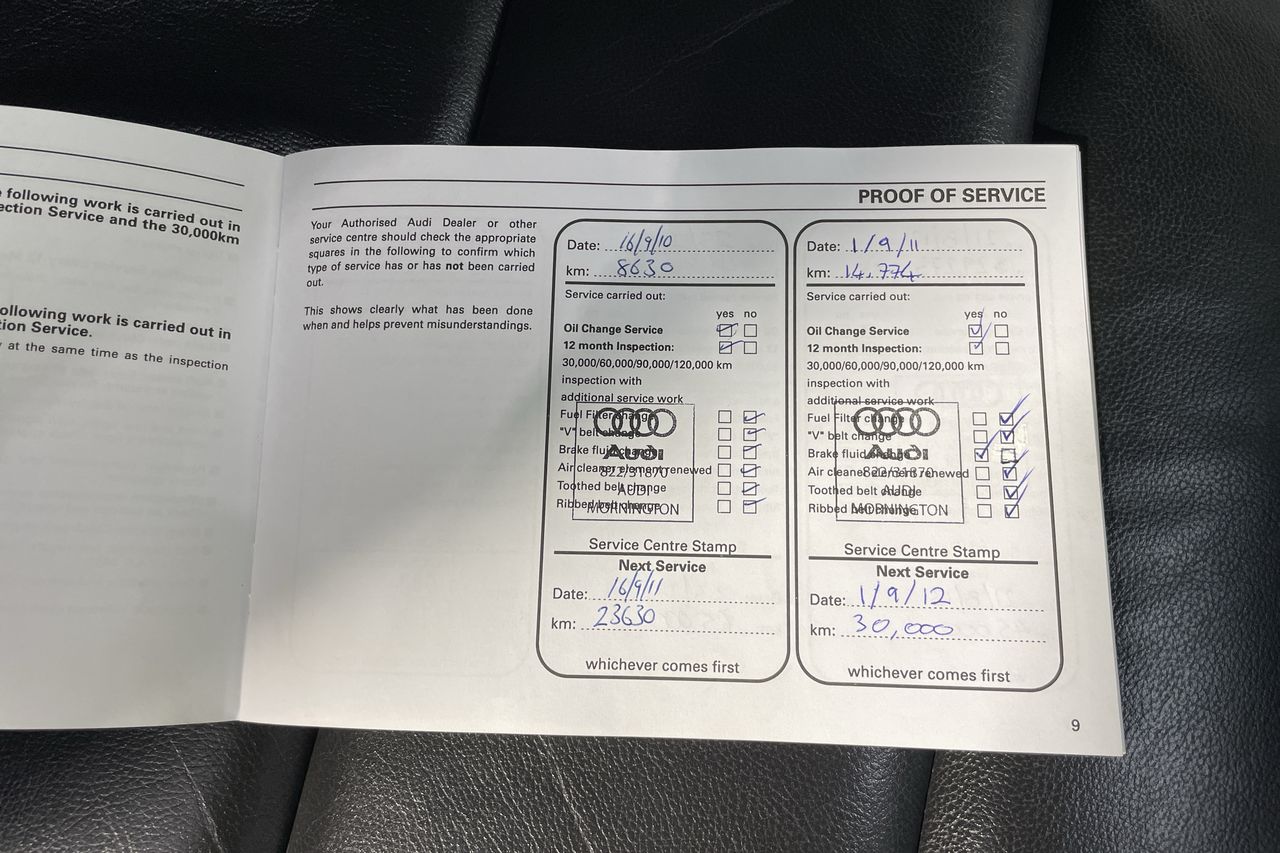 e following work is carried out in
ection Service and the 30,000km
ollowing work is carried out in
tion Service.
at the same time as the inspection
PROOF OF SERVICE
Your Authorised Audi Dealer or other
service centre should check the appropriate
squares in the following to confirm which
type of service has or has not been carried
out.
This shows clearly what has been done
when and helps prevent misunderstandings.
Date: 16/9/10
km: 8630
Service carried out:
yes no
Oil Change Service
12 month Inspection:
30,000/60,000/90,000/120,000 km
inspection with
additional service work
Fuel Filter change
"V" belt change
Brake fluid change
Air cleaner element renewed
Toothed belt change
Ribbed belt change
Audi
822/31870
AUDI
MORNINGTON
Service Centre Stamp
Next Service
Date: 16/9/11
km: 23630
whichever comes first
Date: 1/9/11
km: 14,774
Service carried out:
yes no
Oil Change Service
12 month Inspection:
30,000/60,000/90,000/120,000 km
inspection with
additional service work
Fuel Filter change
"V" belt change
Brake fluid change
Air cleaner element renewed
Toothed belt change
Ribbed belt change
Audi
822/31870
AUDI
MORNINGTON
Service Centre Stamp
Next Service
Date: 1/9/12
km: 30,000
whichever comes first
9